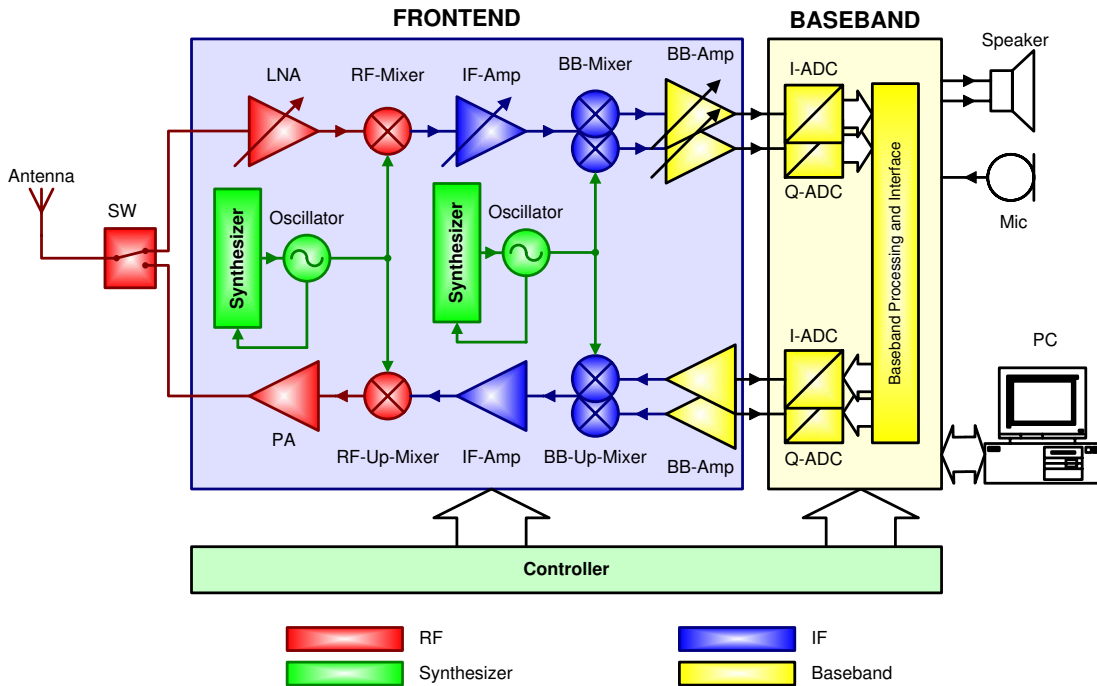 FRONTEND
BASEBAND
LNA
RF-Mixer
IF-Amp
BB-Mixer
BB-Amp
I-ADC
Speaker
Antenna
SW
Synthesizer
Oscillator
Synthesizer
Oscillator
Q-ADC
Baseband Processing and Interface
Mic
I-ADC
PC
PA
RF-Up-Mixer
IF-Amp
BB-Up-Mixer
BB-Amp
Q-ADC
Controller
RF
IF
Synthesizer
Baseband